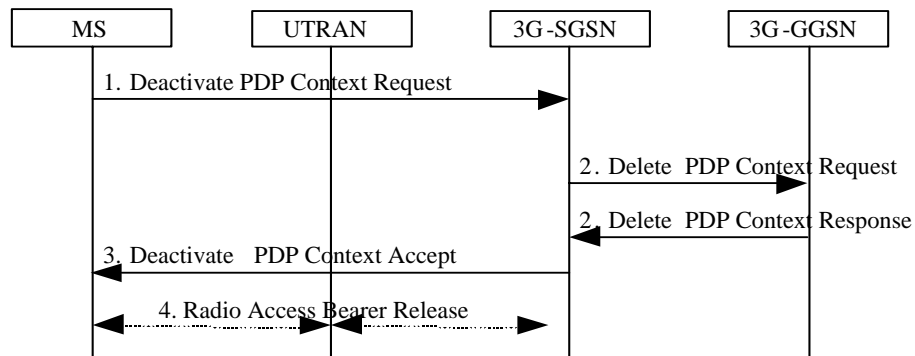 MS
UTRAN
3G-SGSN
3G-GGSN
1. Deactivate PDP Context Request
2. Delete PDP Context Request
2. Delete PDP Context Response
3. Deactivate PDP Context Accept
4. Radio Access Bearer Release